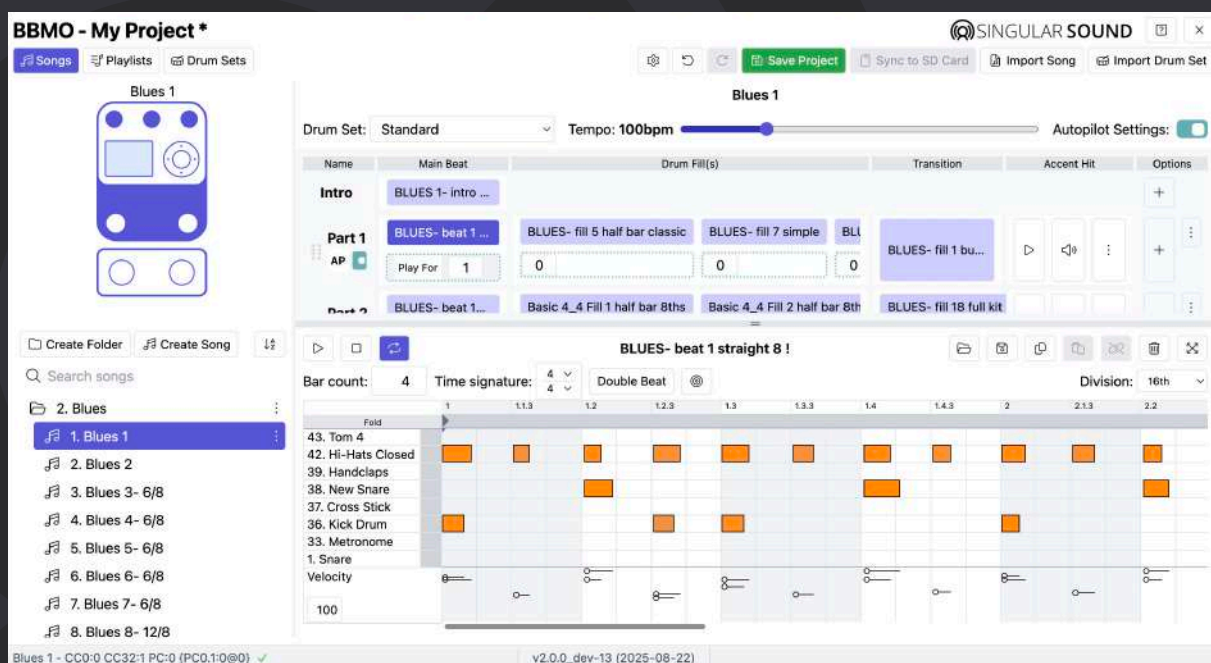 BBMO - My Project *
SINGULAR SOUND
Songs Playlists Drum Sets
Save Project Sync to SD Card Import Song Import Drum Set
Blues 1
Blues 1
Drum Set: Standard Tempo: 100bpm Autopilot Settings:
Name Main Beat Drum Fill(s) Transition Accent Hit Options
Intro BLUES 1- intro ...
Part 1 BLUES- beat 1 ... BLUES- fill 5 half bar classic BLUES- fill 7 simple BLU BLUES- fill 1 bu...
AP Play For 1 0 0 0
Part 2 BLUES- beat 1... Basic 4_4 Fill 1 half bar 8ths Basic 4_4 Fill 2 half bar 8th BLUES- fill 18 full kit
Create Folder Create Song
Search songs
2. Blues
1. Blues 1
2. Blues 2
3. Blues 3- 6/8
4. Blues 4- 6/8
5. Blues 5- 6/8
6. Blues 6- 6/8
7. Blues 7- 6/8
8. Blues 8- 12/8
BLUES- beat 1 straight 8 !
Bar count: 4 Time signature: 4 4 Double Beat Division: 16th
1 1.1.3 1.2 1.2.3 1.3 1.3.3 1.4 1.4.3 2 2.1.3 2.2
Fold
43. Tom 4
42. Hi-Hats Closed
39. Handclaps
38. New Snare
37. Cross Stick
36. Kick Drum
33. Metronome
1. Snare
Velocity
100
Blues 1 - CC0:0 CC32:1 PC:0 (PC0.1:0@0) ✓ v2.0.0_dev-13 (2025-08-22)